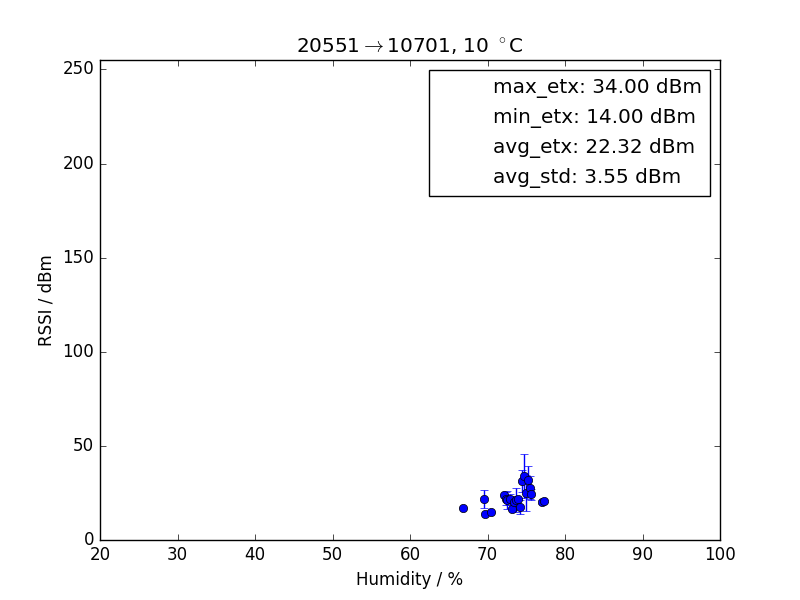 20551→10701, 10 °C
max_etx: 34.00 dBm
min_etx: 14.00 dBm
avg_etx: 22.32 dBm
avg_std: 3.55 dBm
RSSI / dBm
250
200
150
100
50
0
20 30 40 50 60 70 80 90 100
Humidity / %